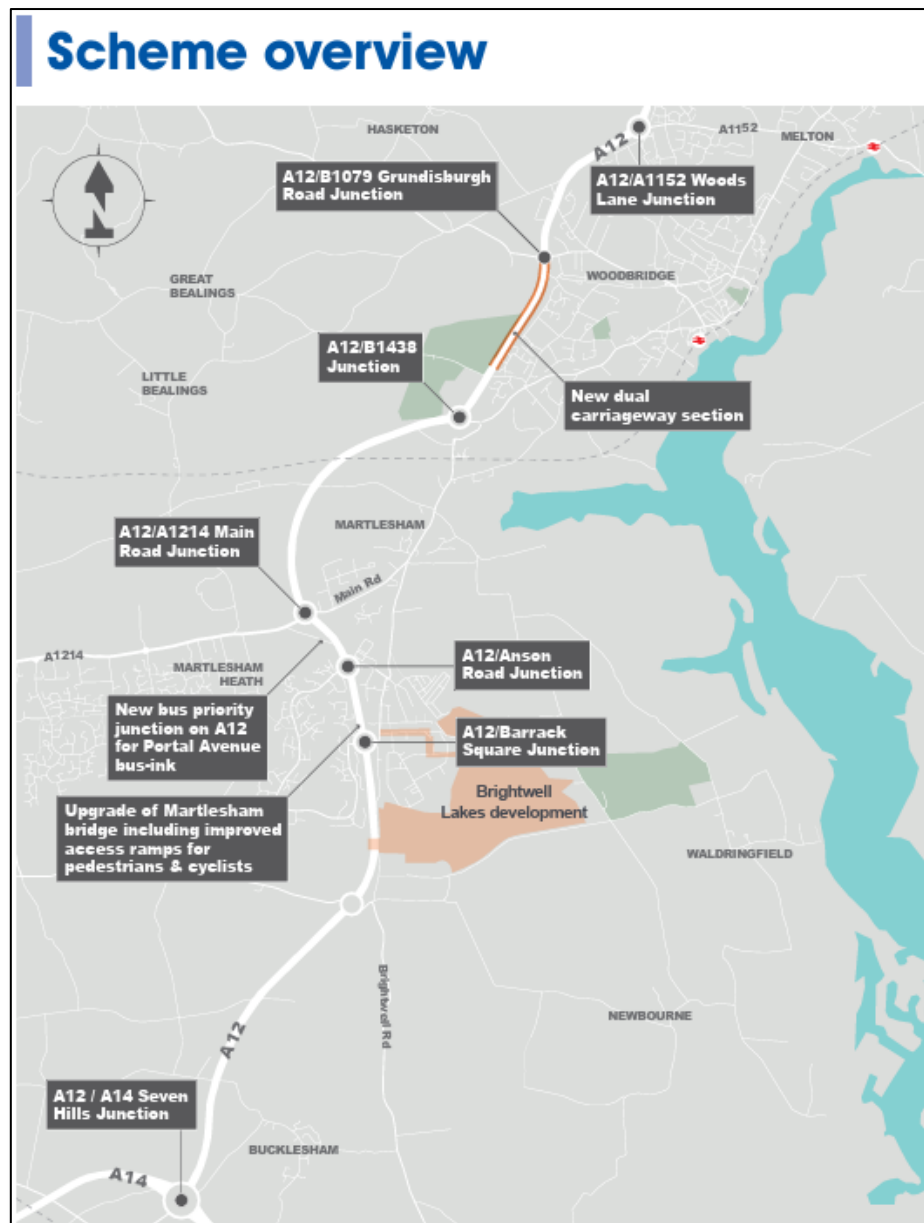 Scheme overview
HASKETON
A12
A1152
MELTON
A12/B1079 Grundisburgh
Road Junction
A12/A1152 Woods
Lane Junction
N
GREAT
BEALINGS
WOODBRIDGE
A12/B1438
Junction
LITTLE
BEALINGS
New dual
carriageway section
A12/A1214 Main
Road Junction
MARTLESHAM
Main Rd
A1214
MARTLESHAM
HEATH
A12/Anson
Road Junction
New bus priority
junction on A12
for Portal Avenue
bus-ink
A12/Barrack
Square Junction
Brightwell
Lakes development
Upgrade of Martlesham
bridge including improved
access ramps for
pedestrians & cyclists
WALDRINGFIELD
Brightwell Rd
NEWBOURNE
A12
A12 / A14 Seven
Hills Junction
BUCKLESHAM
A14